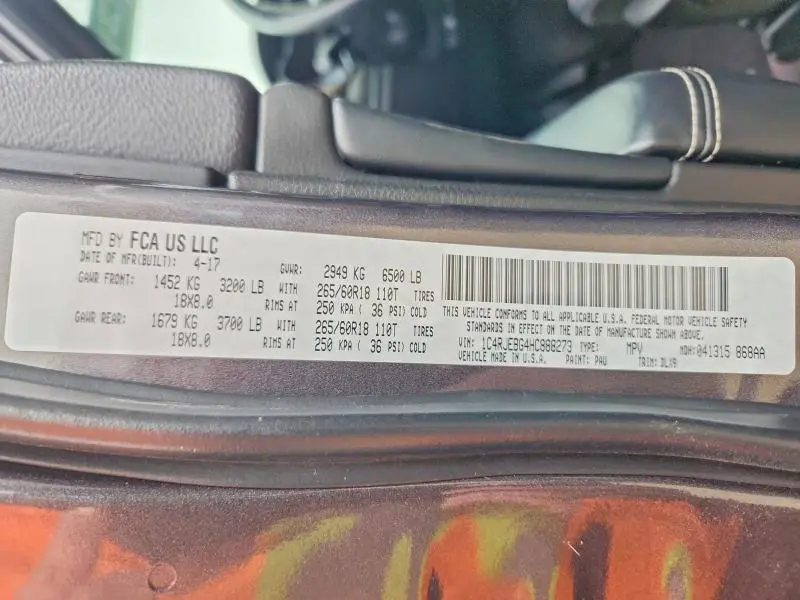 MFD BY FCA US LLC
DATE OF MFR(BUILT): 4-17 GVWR: 2949 KG 6500 LB
GAWR FRONT: 1452 KG 3200 LB WITH 265/60R18 110T TIRES
18X8.0 RIMS AT 250 KPA ( 36 PSI) COLD
GAWR REAR: 1679 KG 3700 LB WITH 265/60R18 110T TIRES
18X8.0 RIMS AT 250 KPA ( 36 PSI) COLD
THIS VEHICLE CONFORMS TO ALL APPLICABLE U.S.A. FEDERAL MOTOR VEHICLE SAFETY
STANDARDS IN EFFECT ON THE DATE OF MANUFACTURE SHOWN ABOVE.
VIN: 1C4RJEBG4HC888273 TYPE: MPV MDH:041315 868AA
VEHICLE MADE IN U.S.A. PAINT: PAU TRIM: DLX9